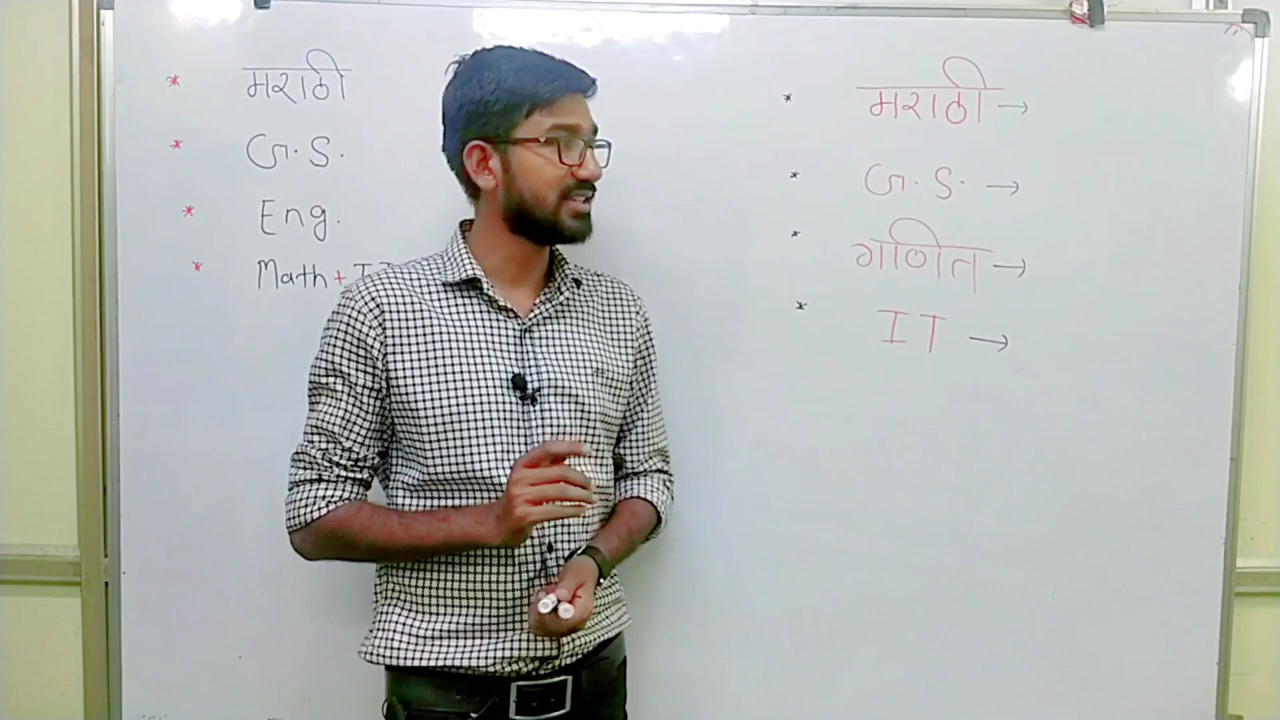 * मराठी
* G.S.
* Eng.
* Math +
* मराठी →
* G.S. →
* गणित →
* IT →